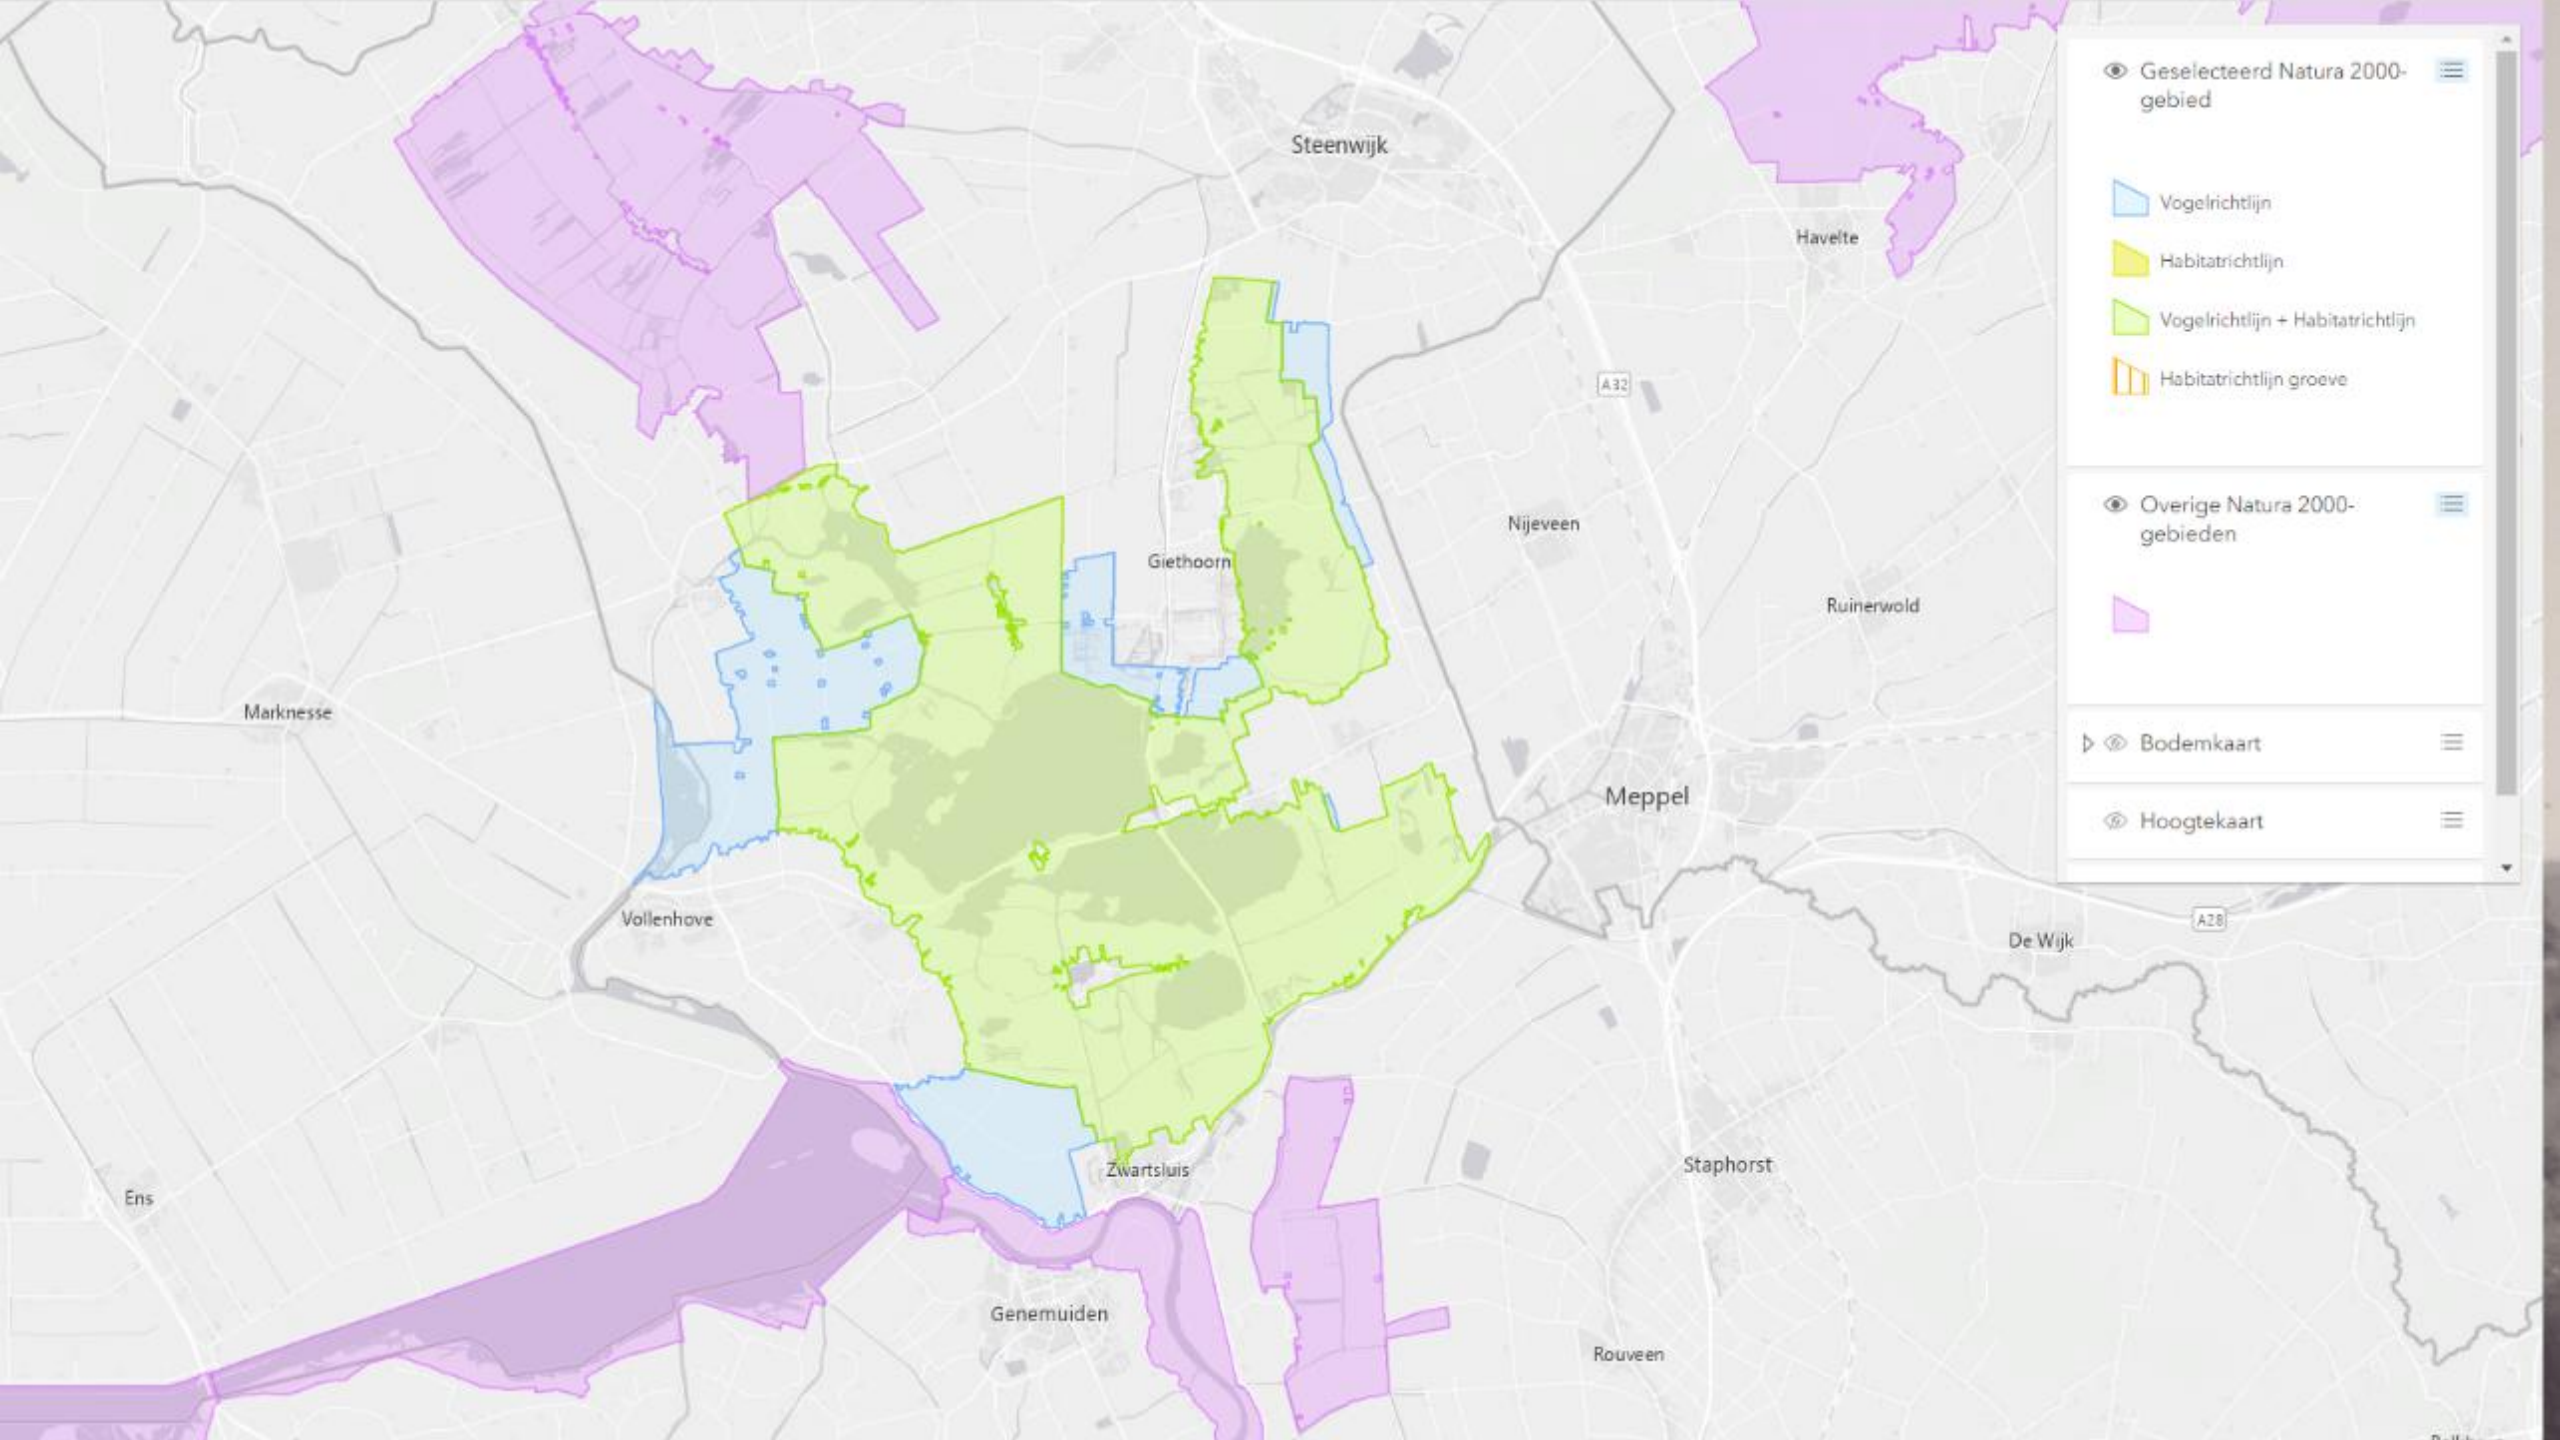 Geselecteerd Natura 2000-
gebied
Vogelrichtlijn
Habitatrichtlijn
Vogelrichtlijn + Habitatrichtlijn
Habitatrichtlijn groeve
Overige Natura 2000-
gebieden
Bodemkaart
Hoogtekaart
Steenwijk
Havelte
A32
Nijeveen
Giethoorn
Ruinerwold
Marknesse
Meppel
Vollenhove
A28
De Wijk
Zwartsluis
Staphorst
Ens
Genemuiden
Rouveen